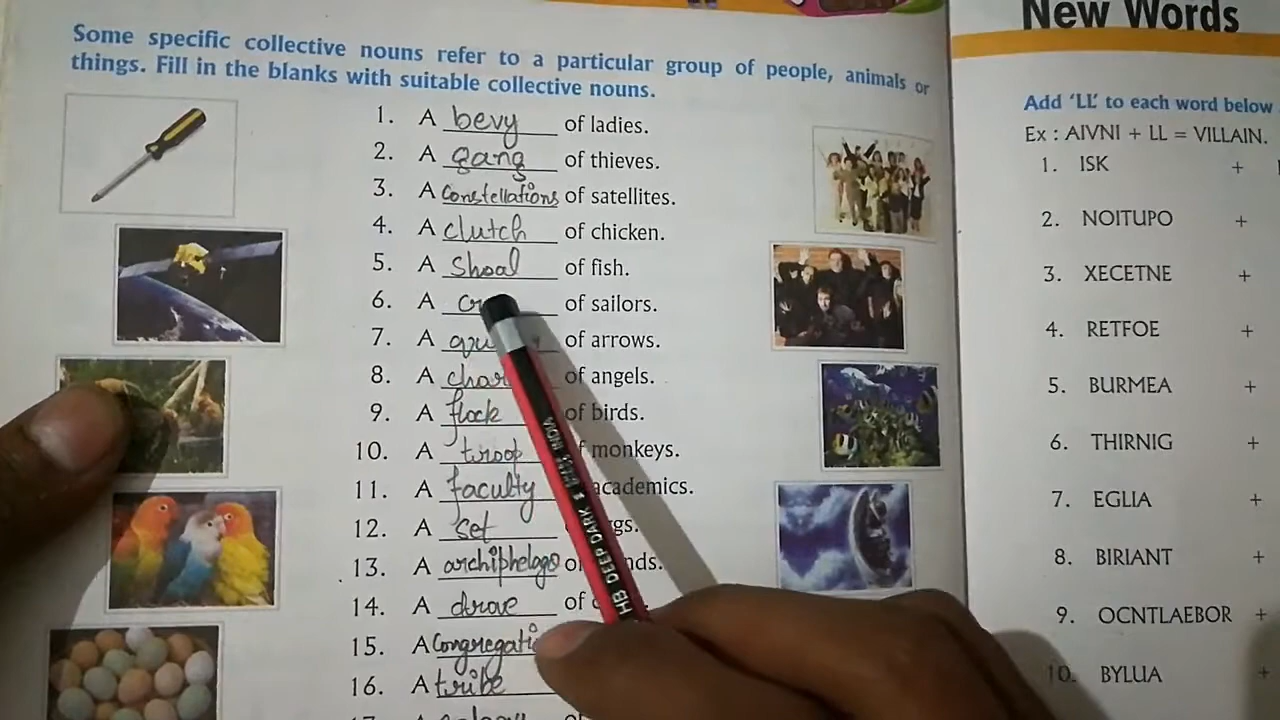 Some specific collective nouns refer to a particular group of people, animals or
things. Fill in the blanks with suitable collective nouns.
1. A bevy of ladies.
2. A gang of thieves.
3. A Constellations of satellites.
4. A clutch of chicken.
5. A Shoal of fish.
6. A of sailors.
7. A of arrows.
8. A of angels.
9. A flock of birds.
10. A troop monkeys.
11. A faculty academics.
12. A set
13. A archiphelago
14. A drove of
15. A
16. A tribe
New Words
Add 'LL' to each word below
Ex : AIVNI + LL = VILLAIN.
1. ISK +
2. NOITUPO +
3. XECETNE +
4. RETFOE +
5. BURMEA +
6. THIRNIG +
7. EGLIA +
8. BIRIANT +
9. OCNTLAEBOR +
10. BYLUA +
HB DEEP DARK